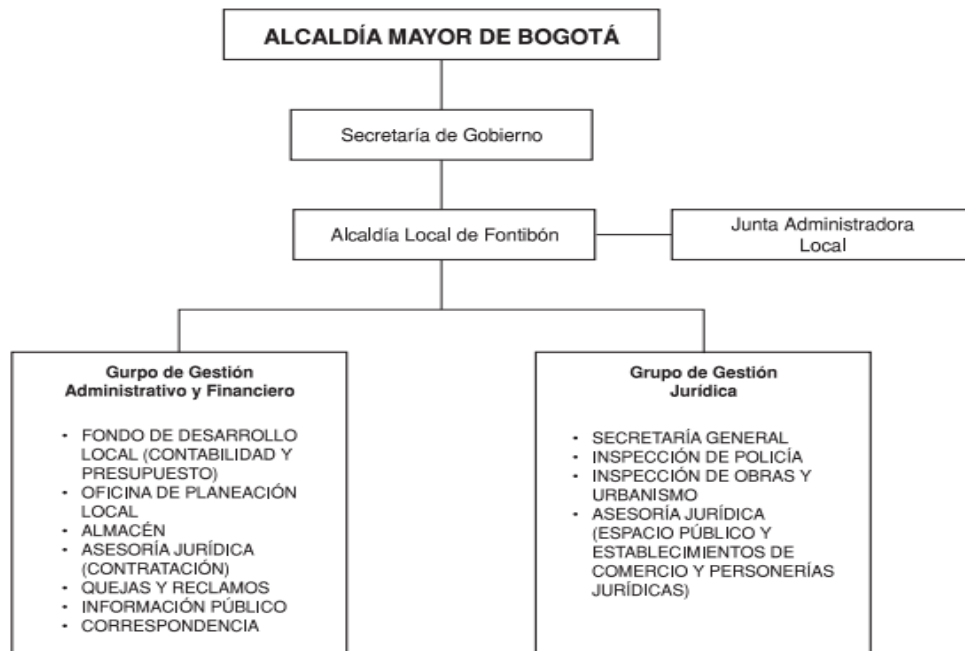 ALCALDÍA MAYOR DE BOGOTÁ
Secretaría de Gobierno
Alcaldía Local de Fontibón
Junta Administradora
Local
Gurpo de Gestión
Administrativo y Financiero
• FONDO DE DESARROLLO
LOCAL (CONTABILIDAD Y
PRESUPUESTO)
• OFICINA DE PLANEACIÓN
LOCAL
• ALMACÉN
• ASESORÍA JURÍDICA
(CONTRATACIÓN)
• QUEJAS Y RECLAMOS
• INFORMACIÓN PÚBLICO
• CORRESPONDENCIA
Grupo de Gestión
Jurídica
• SECRETARÍA GENERAL
• INSPECCIÓN DE POLICÍA
• INSPECCIÓN DE OBRAS Y
URBANISMO
• ASESORÍA JURÍDICA
(ESPACIO PÚBLICO Y
ESTABLECIMIENTOS DE
COMERCIO Y PERSONERÍAS
JURÍDICAS)